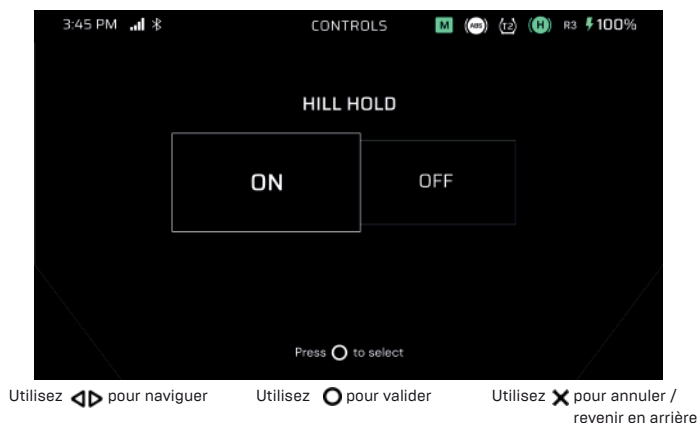 3:45 PM CONTROLS M ABS T2 H R3 100%
HILL HOLD
ON OFF
Press to select
Utilisez pour naviguer Utilisez pour valider Utilisez pour annuler /
revenir en arrière